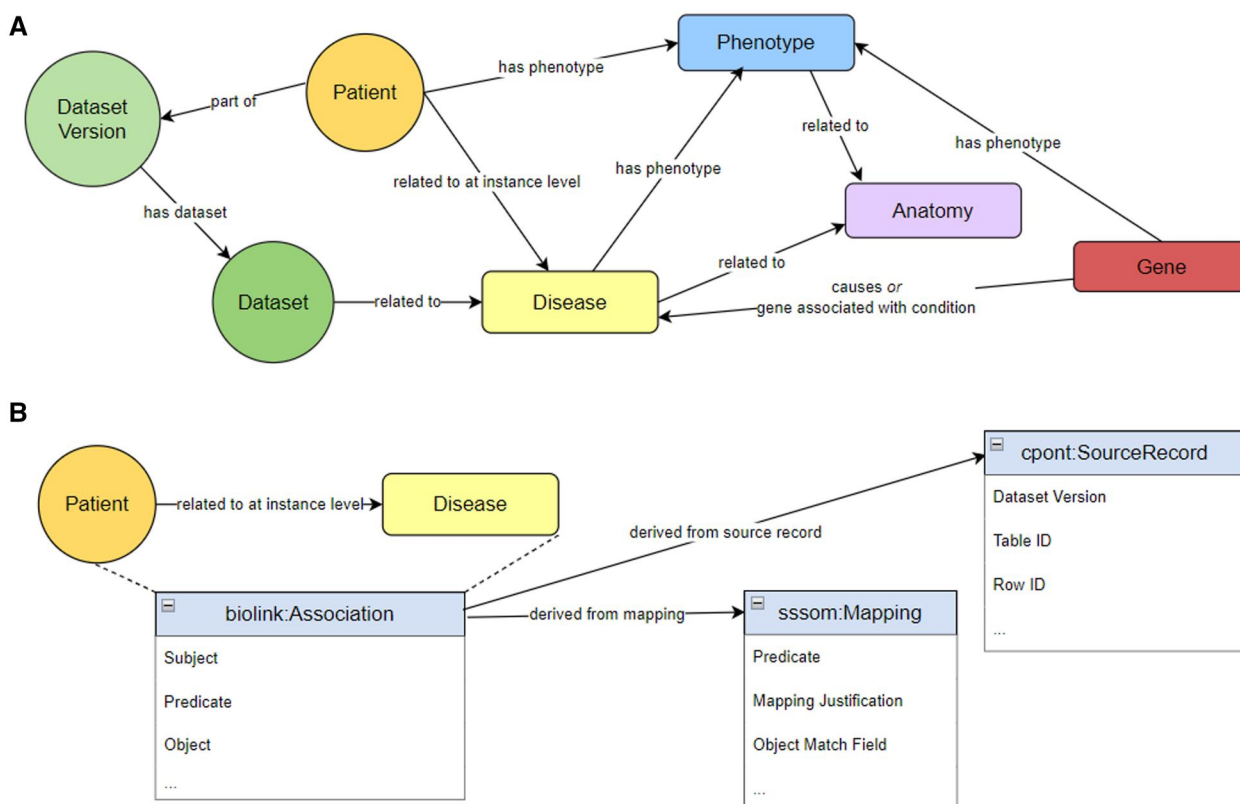 A
Phenotype
has phenotype
Patient
part of
Dataset
Version
related to
has phenotype
has phenotype
related to at instance level
has dataset
Anatomy
related to
Gene
Dataset
related to
Disease
causes or
gene associated with condition
B
cpont:SourceRecord
Patient
related to at instance level
Disease
Dataset Version
derived from source record
Table ID
Row ID
...
biolink:Association
derived from mapping
sssom:Mapping
Subject
Predicate
Object
...
Predicate
Mapping Justification
Object Match Field
...